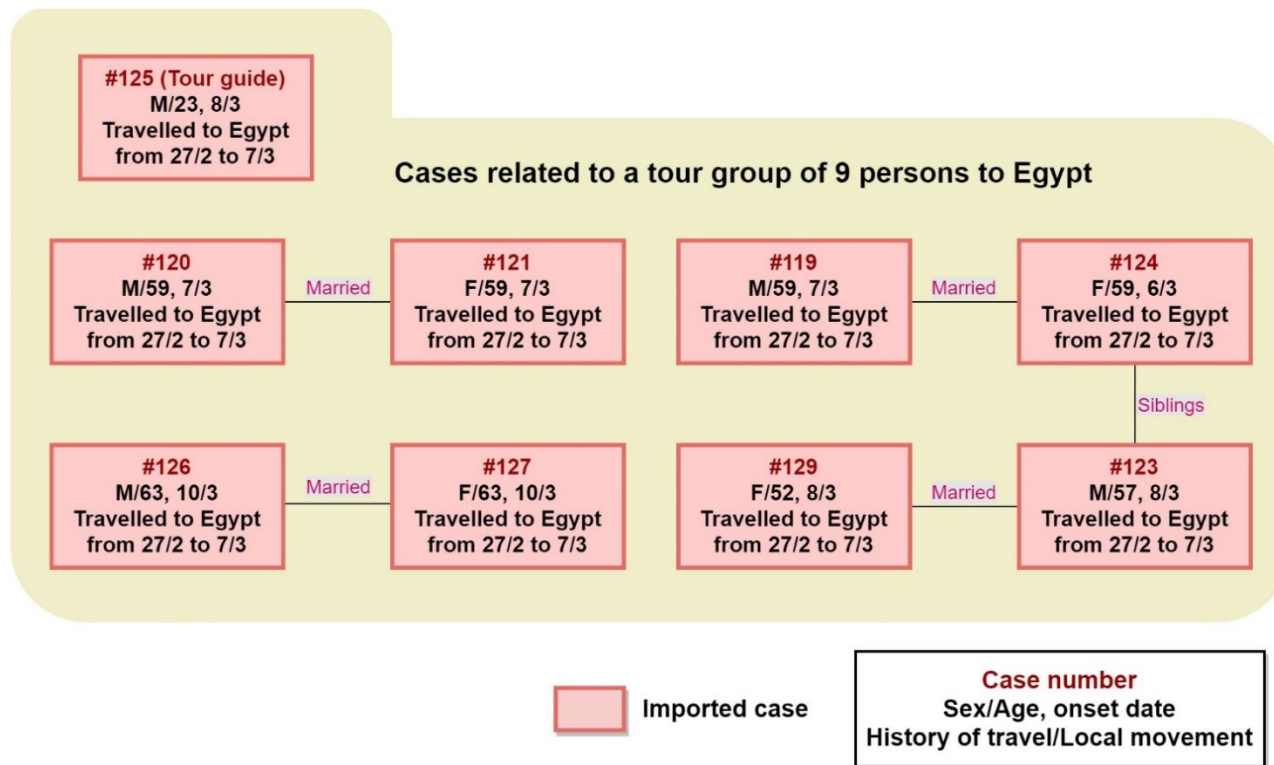 #125 (Tour guide)
M/23, 8/3
Travelled to Egypt
from 27/2 to 7/3
Cases related to a tour group of 9 persons to Egypt
#120
M/59, 7/3
Travelled to Egypt
from 27/2 to 7/3
Married
#121
F/59, 7/3
Travelled to Egypt
from 27/2 to 7/3
#119
M/59, 7/3
Travelled to Egypt
from 27/2 to 7/3
Married
#124
F/59, 6/3
Travelled to Egypt
from 27/2 to 7/3
Siblings
#126
M/63, 10/3
Travelled to Egypt
from 27/2 to 7/3
Married
#127
F/63, 10/3
Travelled to Egypt
from 27/2 to 7/3
#129
F/52, 8/3
Travelled to Egypt
from 27/2 to 7/3
Married
#123
M/57, 8/3
Travelled to Egypt
from 27/2 to 7/3
Imported case
Case number
Sex/Age, onset date
History of travel/Local movement